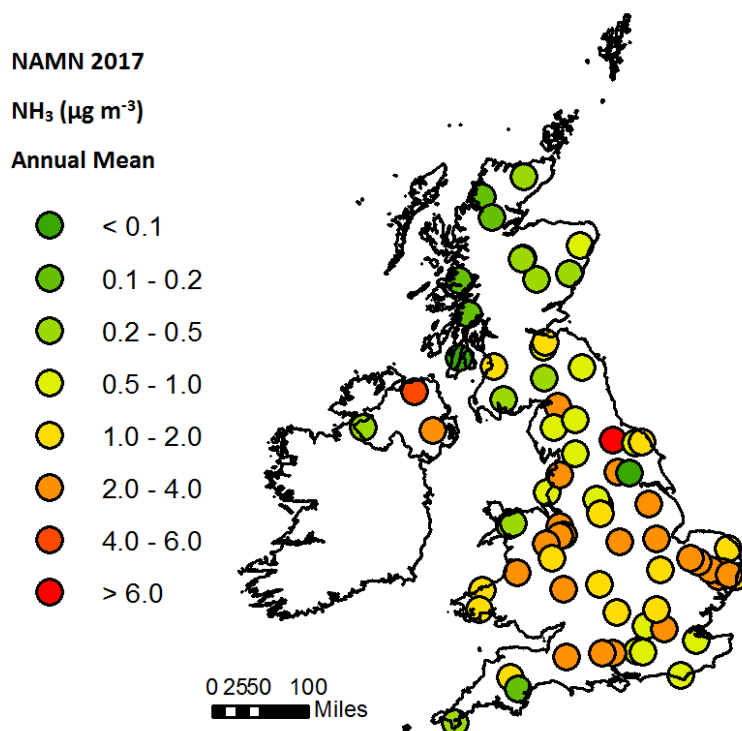 NAMN 2017
NH₃ (µg m⁻³)
Annual Mean
< 0.1
0.1 - 0.2
0.2 - 0.5
0.5 - 1.0
1.0 - 2.0
2.0 - 4.0
4.0 - 6.0
> 6.0
0 2550 100
Miles